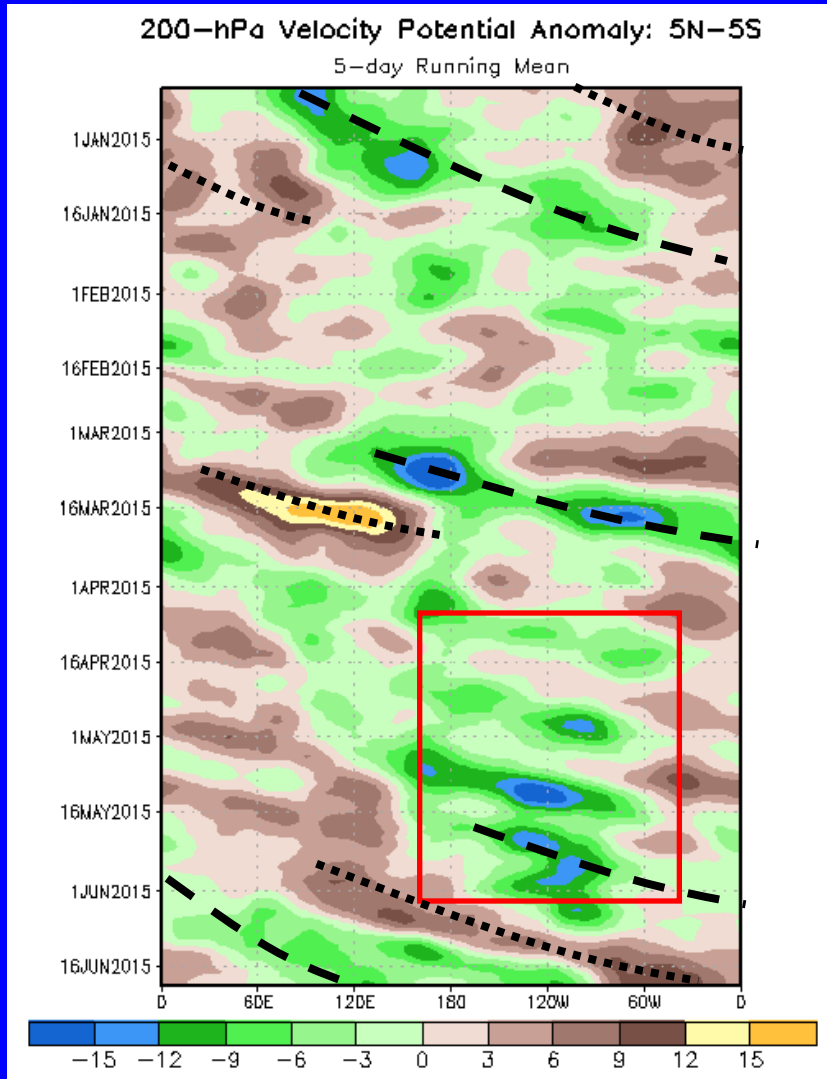 200-hPa Velocity Potential Anomaly: 5N-5S
5-day Running Mean
1JAN2015
16JAN2015
1FEB2015
16FEB2015
1MAR2015
16MAR2015
1APR2015
16APR2015
1MAY2015
16MAY2015
1JUN2015
16JUN2015
0 60E 120E 180 120W 60W 0
-15 -12 -9 -6 -3 0 3 6 9 12 15